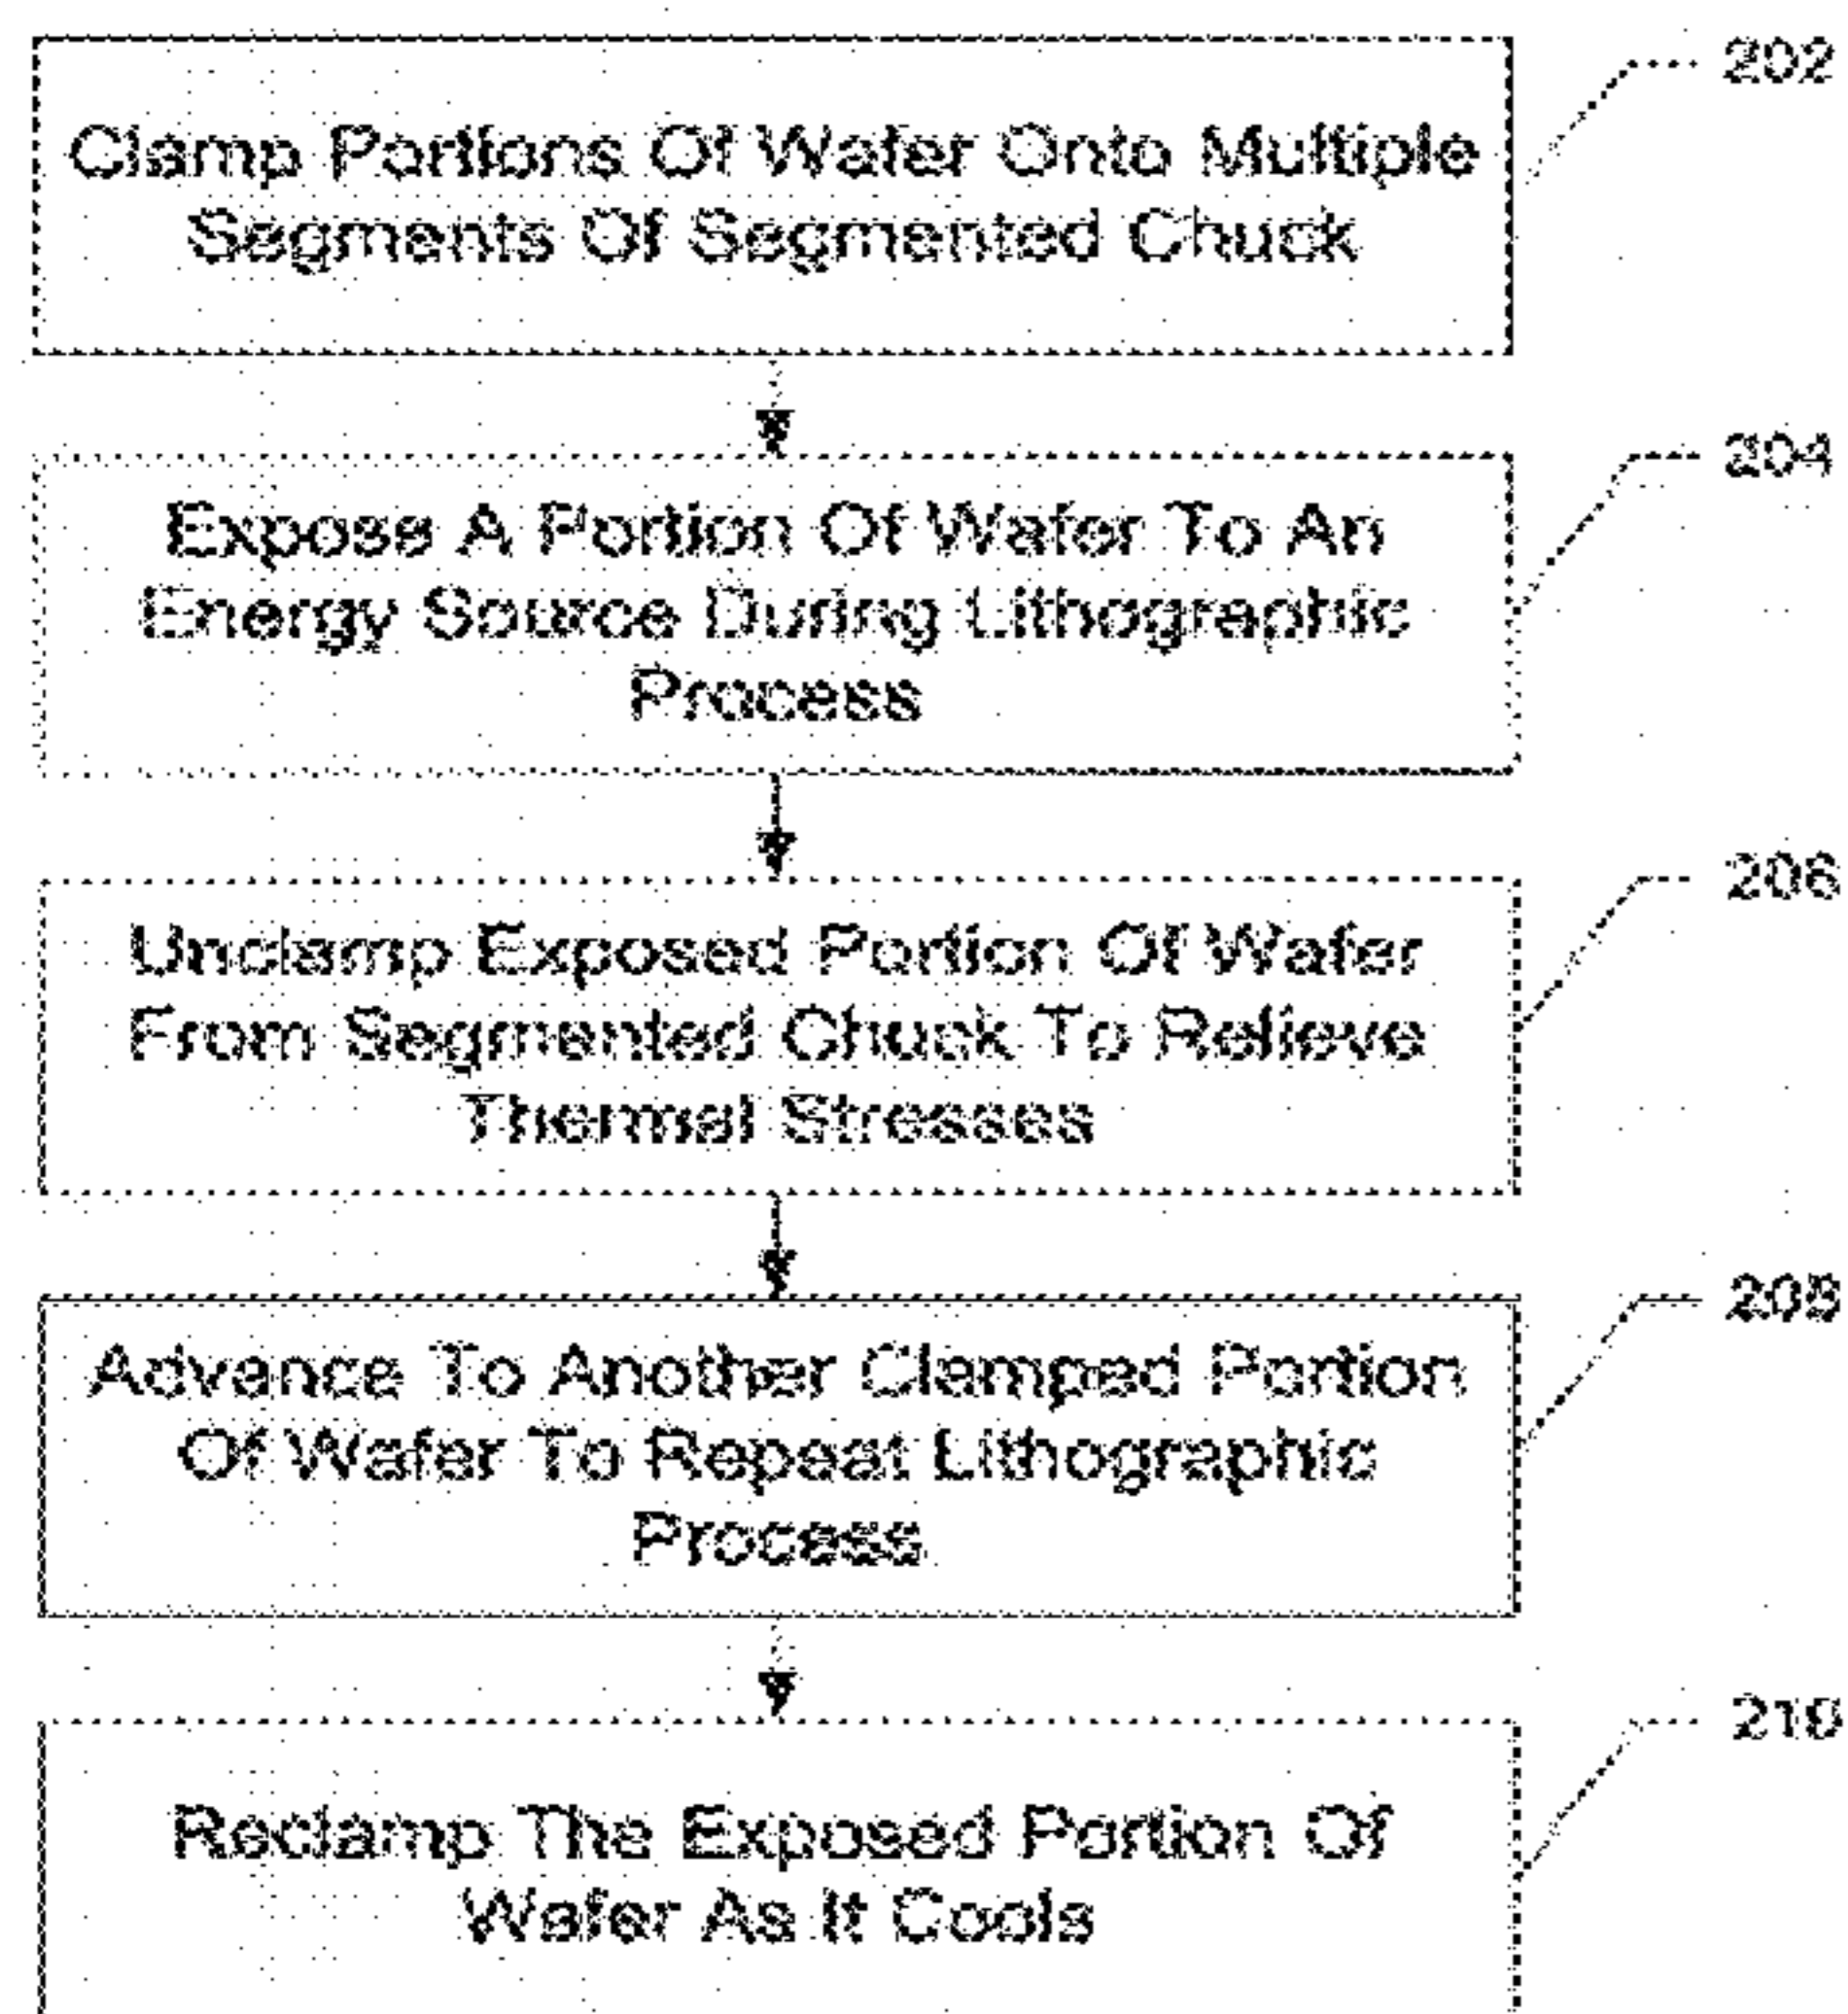 202
Clamp Portions Of Wafer Onto Multiple
Segments Of Segmented Chuck
204
Expose A Portion Of Wafer To An
Energy Source During Lithographic
Process
206
Unclamp Exposed Portion Of Wafer
From Segmented Chuck To Relieve
Thermal Stresses
208
Advance To Another Clamped Portion
Of Wafer To Repeat Lithographic
Process
210
Reclamp The Exposed Portion Of
Wafer As It Cools